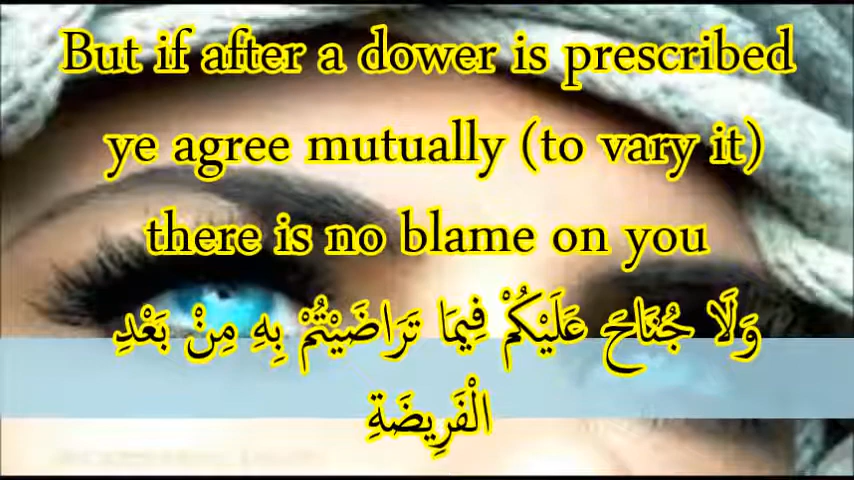 But if after a dower is prescribed
ye agree mutually (to vary it)
there is no blame on you
وَلَا جُنَاحَ عَلَيْكُمْ فِيمَا تَرَاضَيْتُمْ بِهِ مِنْ بَعْدِ
الْفَرِيضَةِ